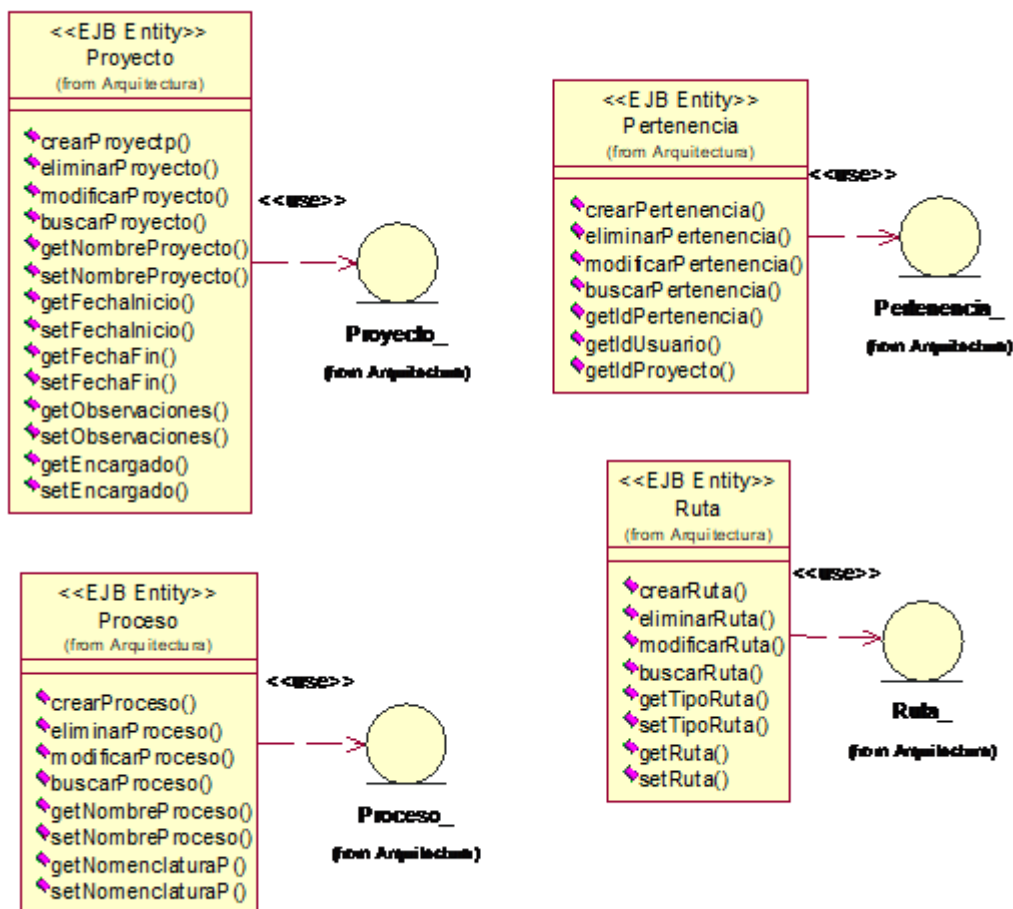 <<EJB Entity>>
Proyecto
(from Arquitectura)
crearProyectp()
eliminarProyecto()
modificarProyecto()
buscarProyecto()
getNombreProyecto()
setNombreProyecto()
getFechaInicio()
setFechaInicio()
getFechaFin()
setFechaFin()
getObservaciones()
setObservaciones()
getEncargado()
setEncargado()
<<use>>
Proyecto_
(from Arquitectura)
<<EJB Entity>>
Pertenencia
(from Arquitectura)
crearPertenencia()
eliminarPertenencia()
modificarPertenencia()
buscarPertenencia()
getIdPertenencia()
getIdUsuario()
getIdProyecto()
<<use>>
Pertenencia_
(from Arquitectura)
<<EJB Entity>>
Proceso
(from Arquitectura)
crearProceso()
eliminarProceso()
modificarProceso()
buscarProceso()
getNombreProceso()
setNombreProceso()
getNomenclaturaP()
setNomenclaturaP()
<<use>>
Proceso_
(from Arquitectura)
<<EJB Entity>>
Ruta
(from Arquitectura)
crearRuta()
eliminarRuta()
modificarRuta()
buscarRuta()
getTipoRuta()
setTipoRuta()
getRuta()
setRuta()
<<use>>
Ruta_
(from Arquitectura)